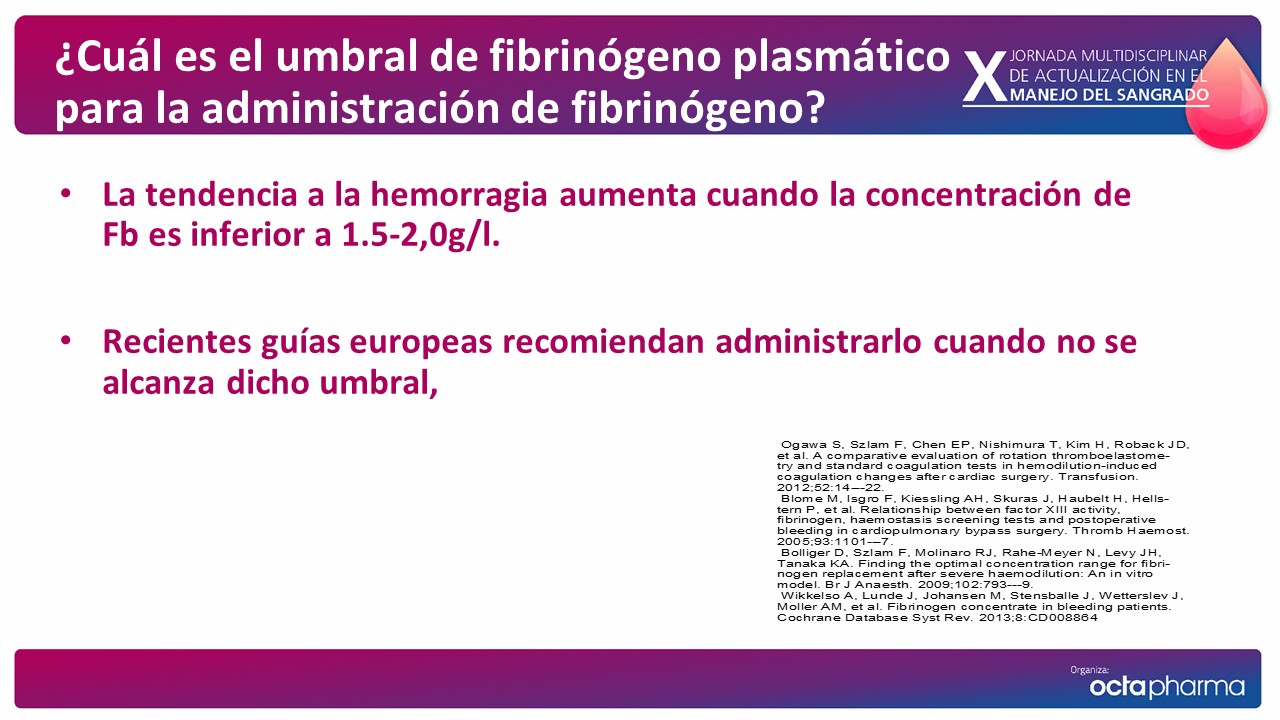 ¿Cuál es el umbral de fibrinógeno plasmático
para la administración de fibrinógeno?
X
JORNADA MULTIDISCIPLINAR
DE ACTUALIZACIÓN EN EL
MANEJO DEL SANGRADO
• La tendencia a la hemorragia aumenta cuando la concentración de
Fb es inferior a 1.5-2,0g/l.
• Recientes guías europeas recomiendan administrarlo cuando no se
alcanza dicho umbral,
Ogawa S, Szlam F, Chen EP, Nishimura T, Kim H, Roback JD,
et al. A comparative evaluation of rotation thromboelastome-
try and standard coagulation tests in hemodilution-induced
coagulation changes after cardiac surgery. Transfusion.
2012;52:14---22.
Blome M, Isgro F, Kiessling AH, Skuras J, Haubelt H, Hells-
tern P, et al. Relationship between factor XIII activity,
fibrinogen, haemostasis screening tests and postoperative
bleeding in cardiopulmonary bypass surgery. Thromb Haemost.
2005;93:1101---7.
Bolliger D, Szlam F, Molinaro RJ, Rahe-Meyer N, Levy JH,
Tanaka KA. Finding the optimal concentration range for fibri-
nogen replacement after severe haemodilution: An in vitro
model. Br J Anaesth. 2009;102:793---9.
Wikkelso A, Lunde J, Johansen M, Stensballe J, Wetterslev J,
Moller AM, et al. Fibrinogen concentrate in bleeding patients.
Cochrane Database Syst Rev. 2013;8:CD008864
Organiza:
octapharma